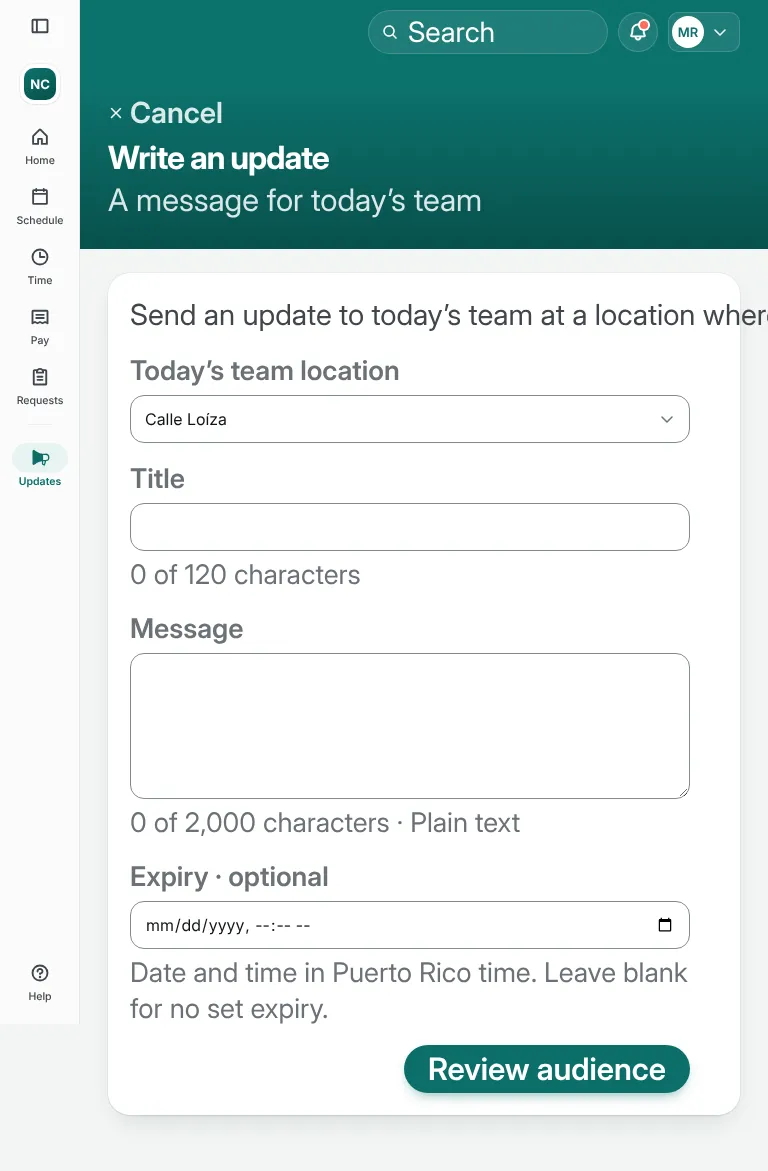 Search
MR
NC
Home
Schedule
Time
Pay
Requests
Updates
Help
Cancel
Write an update
A message for today’s team
Send an update to today’s team at a location
Today’s team location
Calle Loíza
Title
0 of 120 characters
Message
0 of 2,000 characters · Plain text
Expiry · optional
mm/dd/yyyy, --:-- --
Date and time in Puerto Rico time. Leave blank
for no set expiry.
Review audience